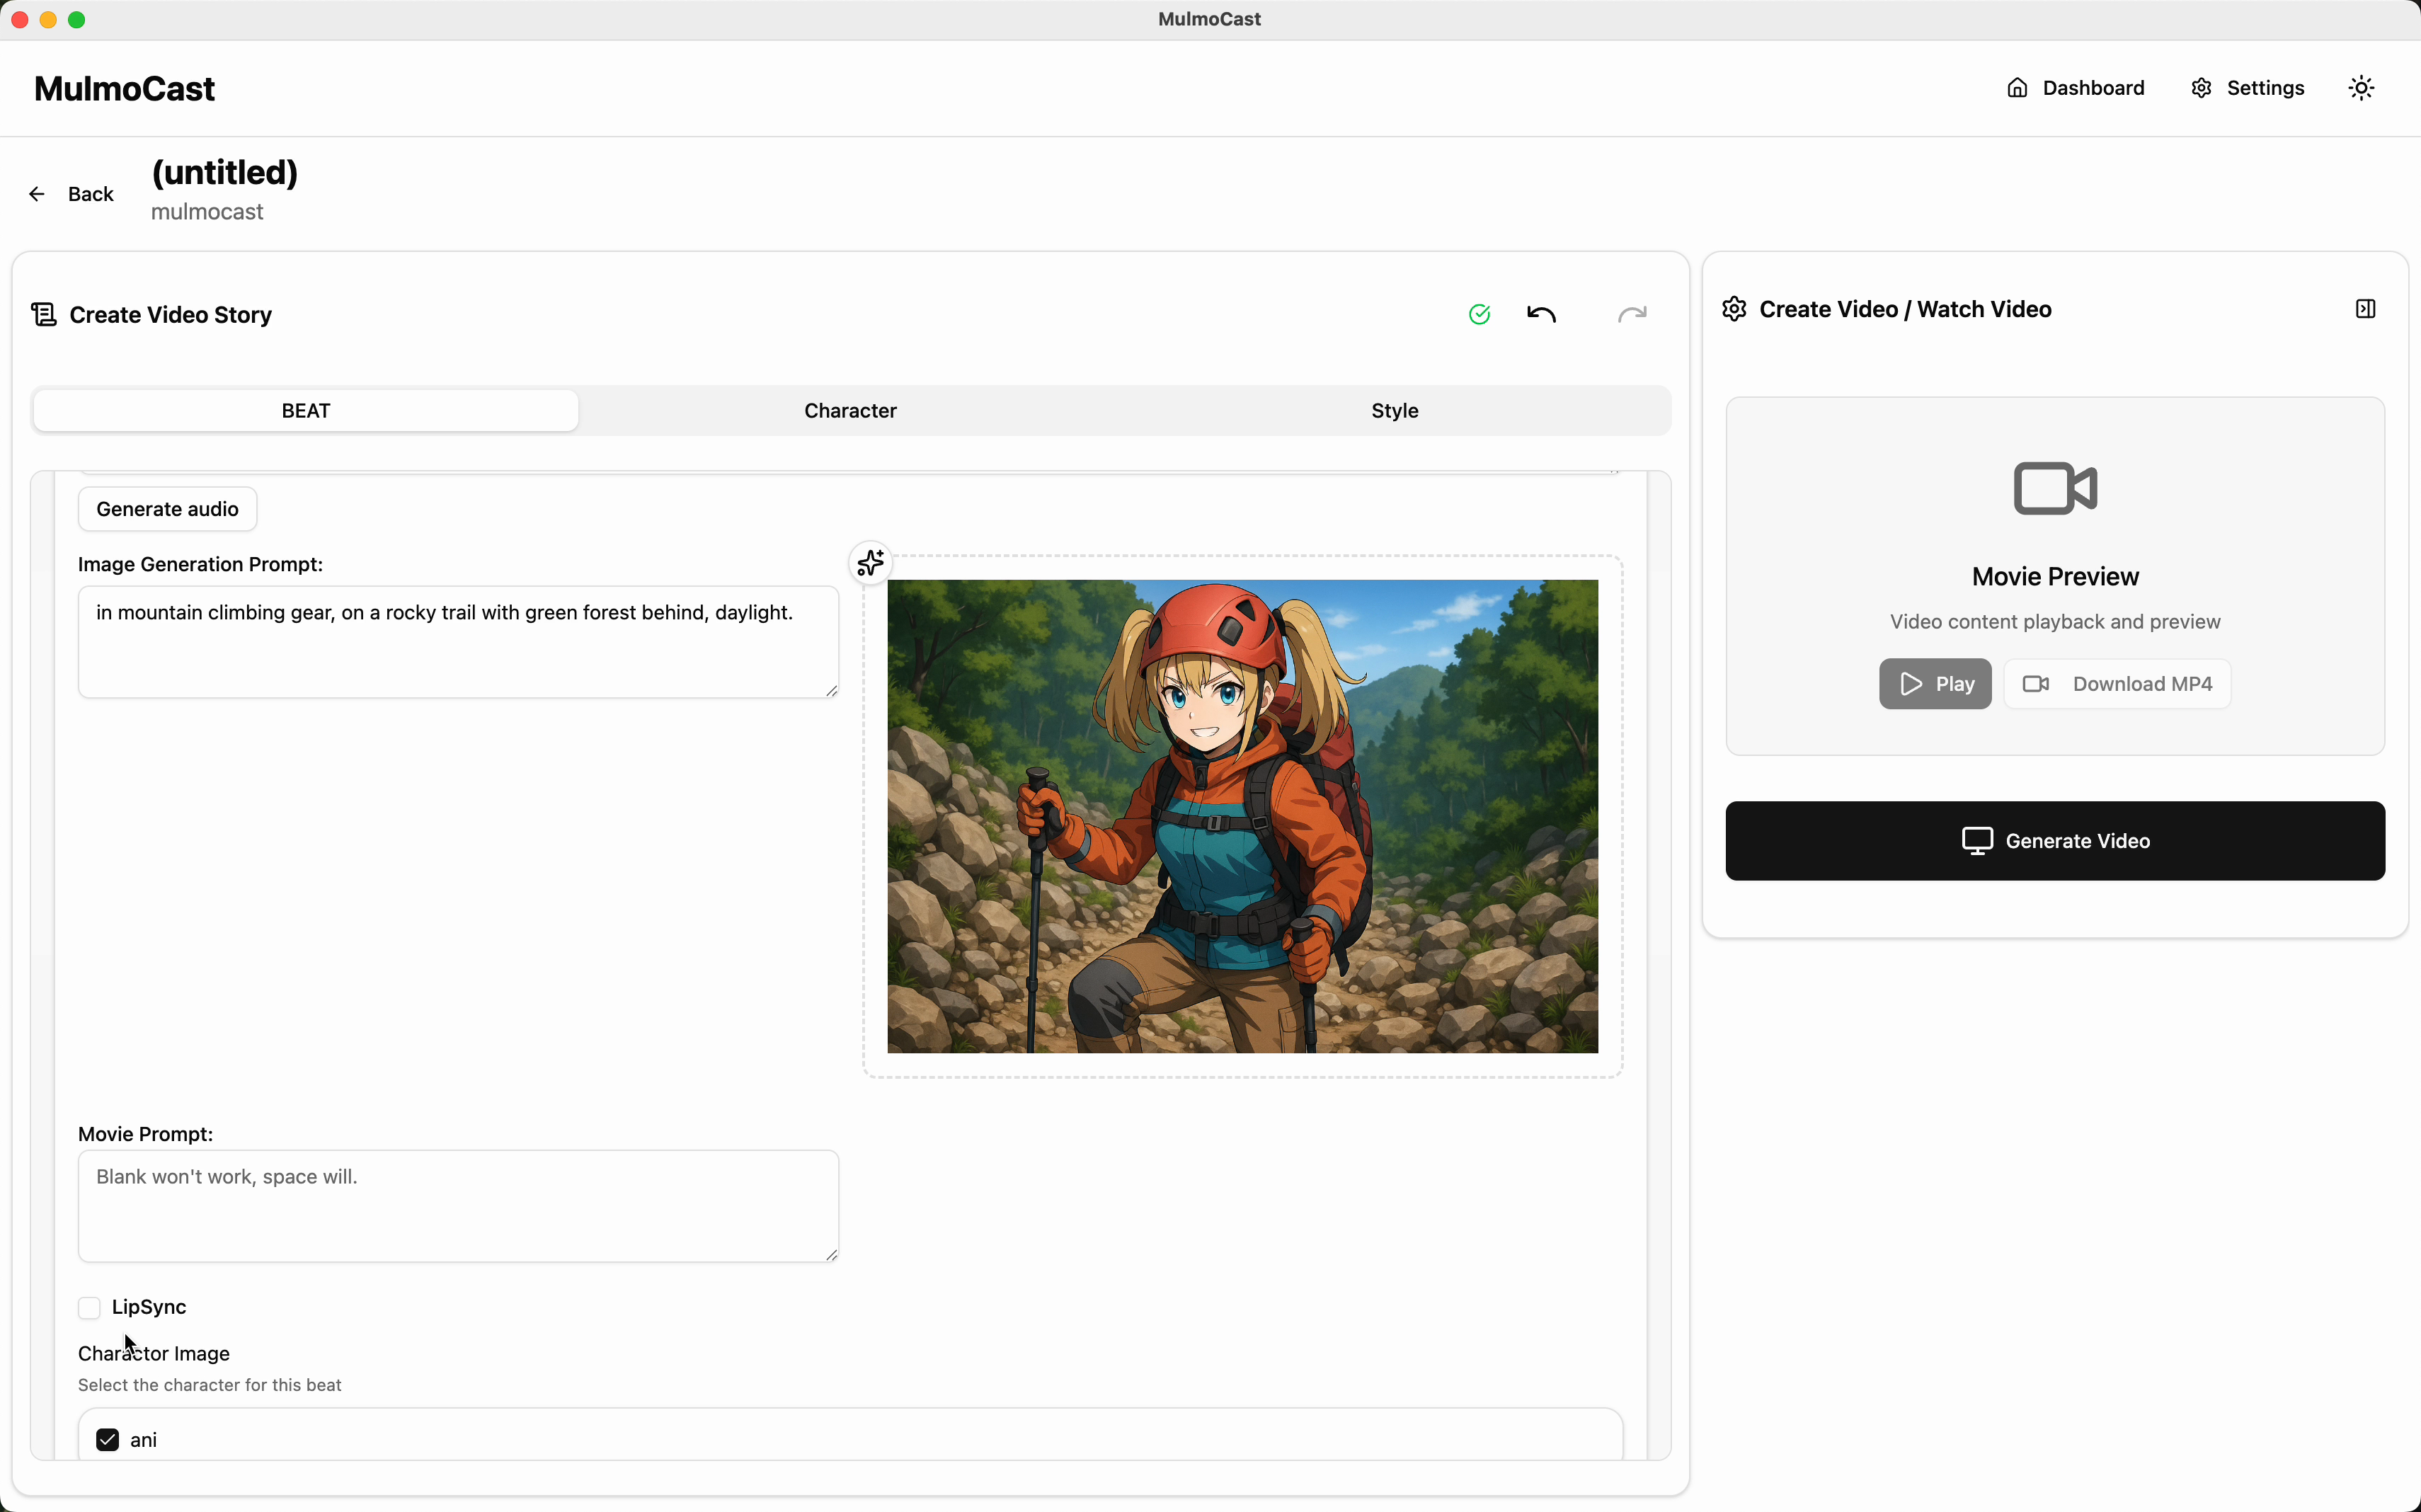 MulmoCast
MulmoCast
Dashboard
Settings
Back
(untitled)
mulmocast
Create Video Story
BEAT
Character
Style
Generate audio
Image Generation Prompt:
in mountain climbing gear, on a rocky trail with green forest behind, daylight.
Movie Prompt:
Blank won't work, space will.
LipSync
Charactor Image
Select the character for this beat
ani
Create Video / Watch Video
Movie Preview
Video content playback and preview
Play
Download MP4
Generate Video